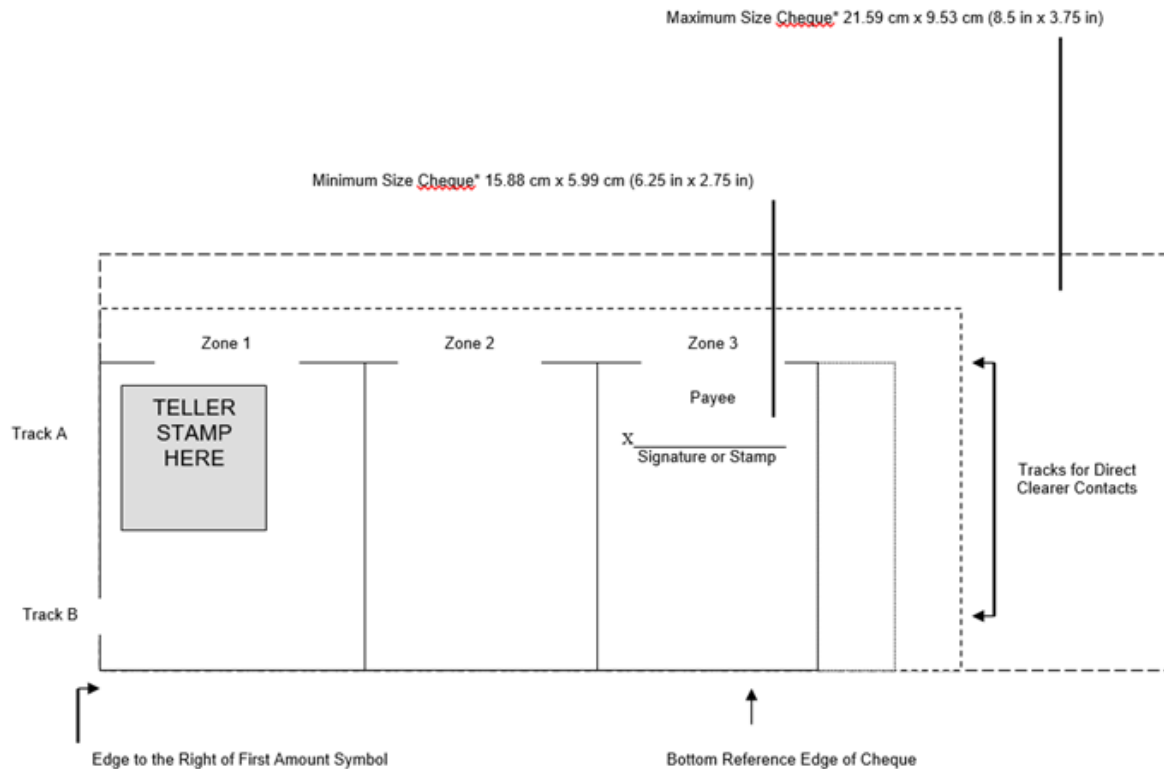 Maximum Size Cheque* 21.59 cm x 9.53 cm (8.5 in x 3.75 in)
Minimum Size Cheque* 15.88 cm x 5.99 cm (6.25 in x 2.75 in)
Zone 1
Zone 2
Zone 3
TELLER
STAMP
HERE
Payee
X
Signature or Stamp
Track A
Tracks for Direct
Clearer Contacts
Track B
Edge to the Right of First Amount Symbol
Bottom Reference Edge of Cheque